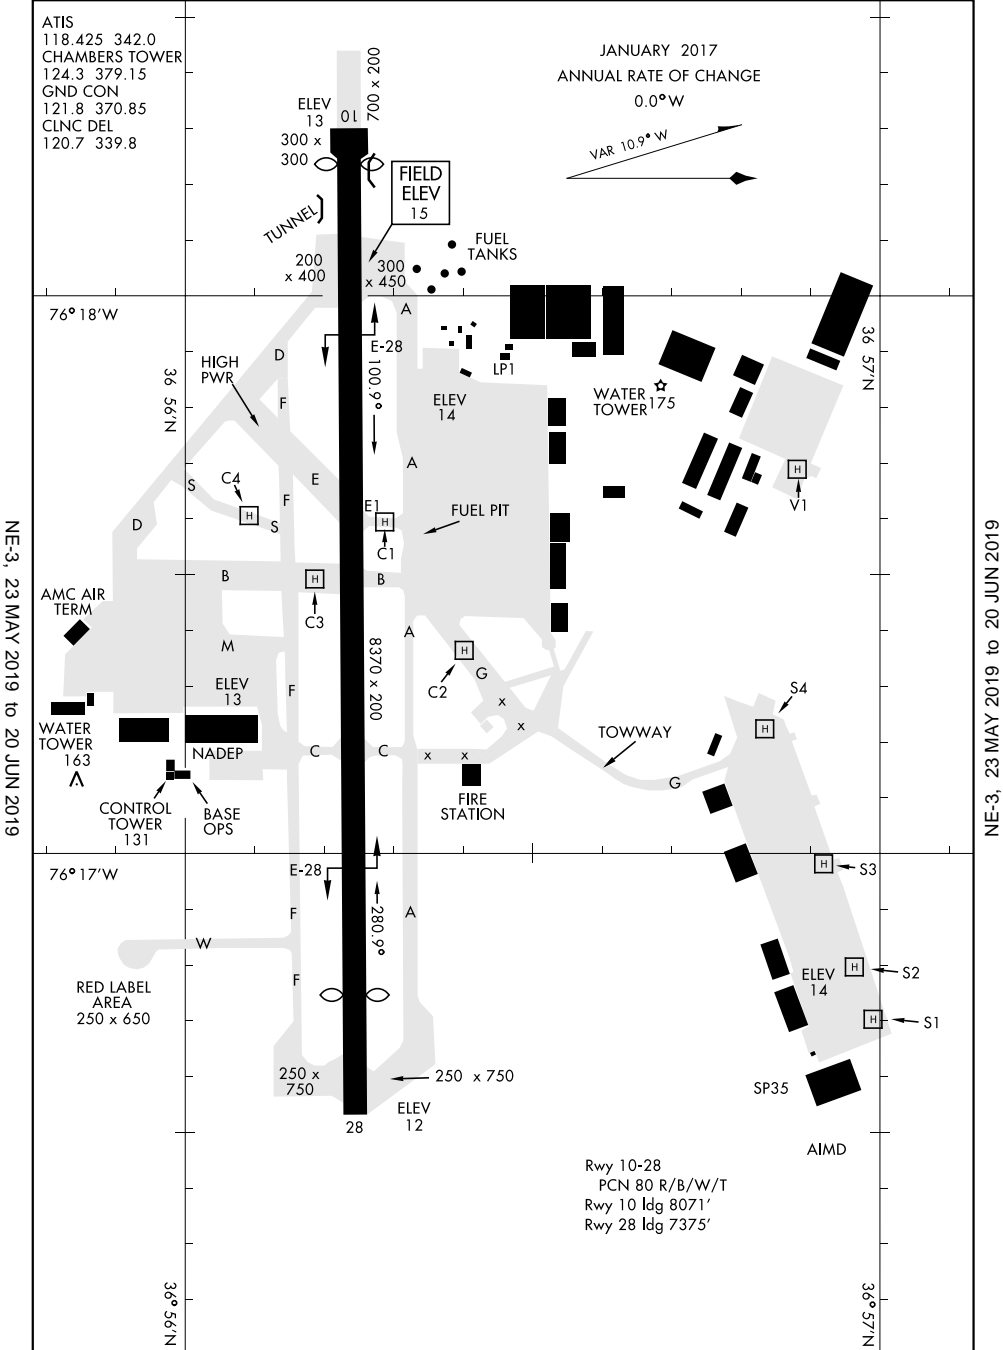 ATIS
118.425 342.0
CHAMBERS TOWER
124.3 379.15
GND CON
121.8 370.85
CLNC DEL
120.7 339.8
JANUARY 2017
ANNUAL RATE OF CHANGE
0.0° W
VAR 10.9° W
700 x 200
ELEV
13
10
300 x
300
FIELD
ELEV
15
TUNNEL
FUEL
TANKS
200
x 400
300
x 450
A
76° 18'W
36 57'N
36 56'N
E-28
D
HIGH
PWR
100.9°
LP1
F
ELEV
14
WATER
TOWER
175
A
C4
E
S
V1
F
E1
FUEL PIT
D
S
H
H
H
C1
B
H
B
AMC AIR
TERM
C3
A
M
8370 x 200
H
G
C2
ELEV
13
F
x
S4
x
H
WATER
TOWER
163
NADEP
C
C
x
x
TOWWAY
G
CONTROL
TOWER
131
BASE
OPS
FIRE
STATION
76° 17'W
E-28
H
S3
280.9°
F
A
W
F
RED LABEL
AREA
250 x 650
ELEV
14
H
S2
H
S1
250 x
750
250 x 750
SP35
ELEV
12
28
AIMD
Rwy 10-28
PCN 80 R/B/W/T
Rwy 10 ldg 8071'
Rwy 28 ldg 7375'
36° 56'N
36° 57'N
NE-3, 23 MAY 2019 to 20 JUN 2019
NE-3, 23 MAY 2019 to 20 JUN 2019